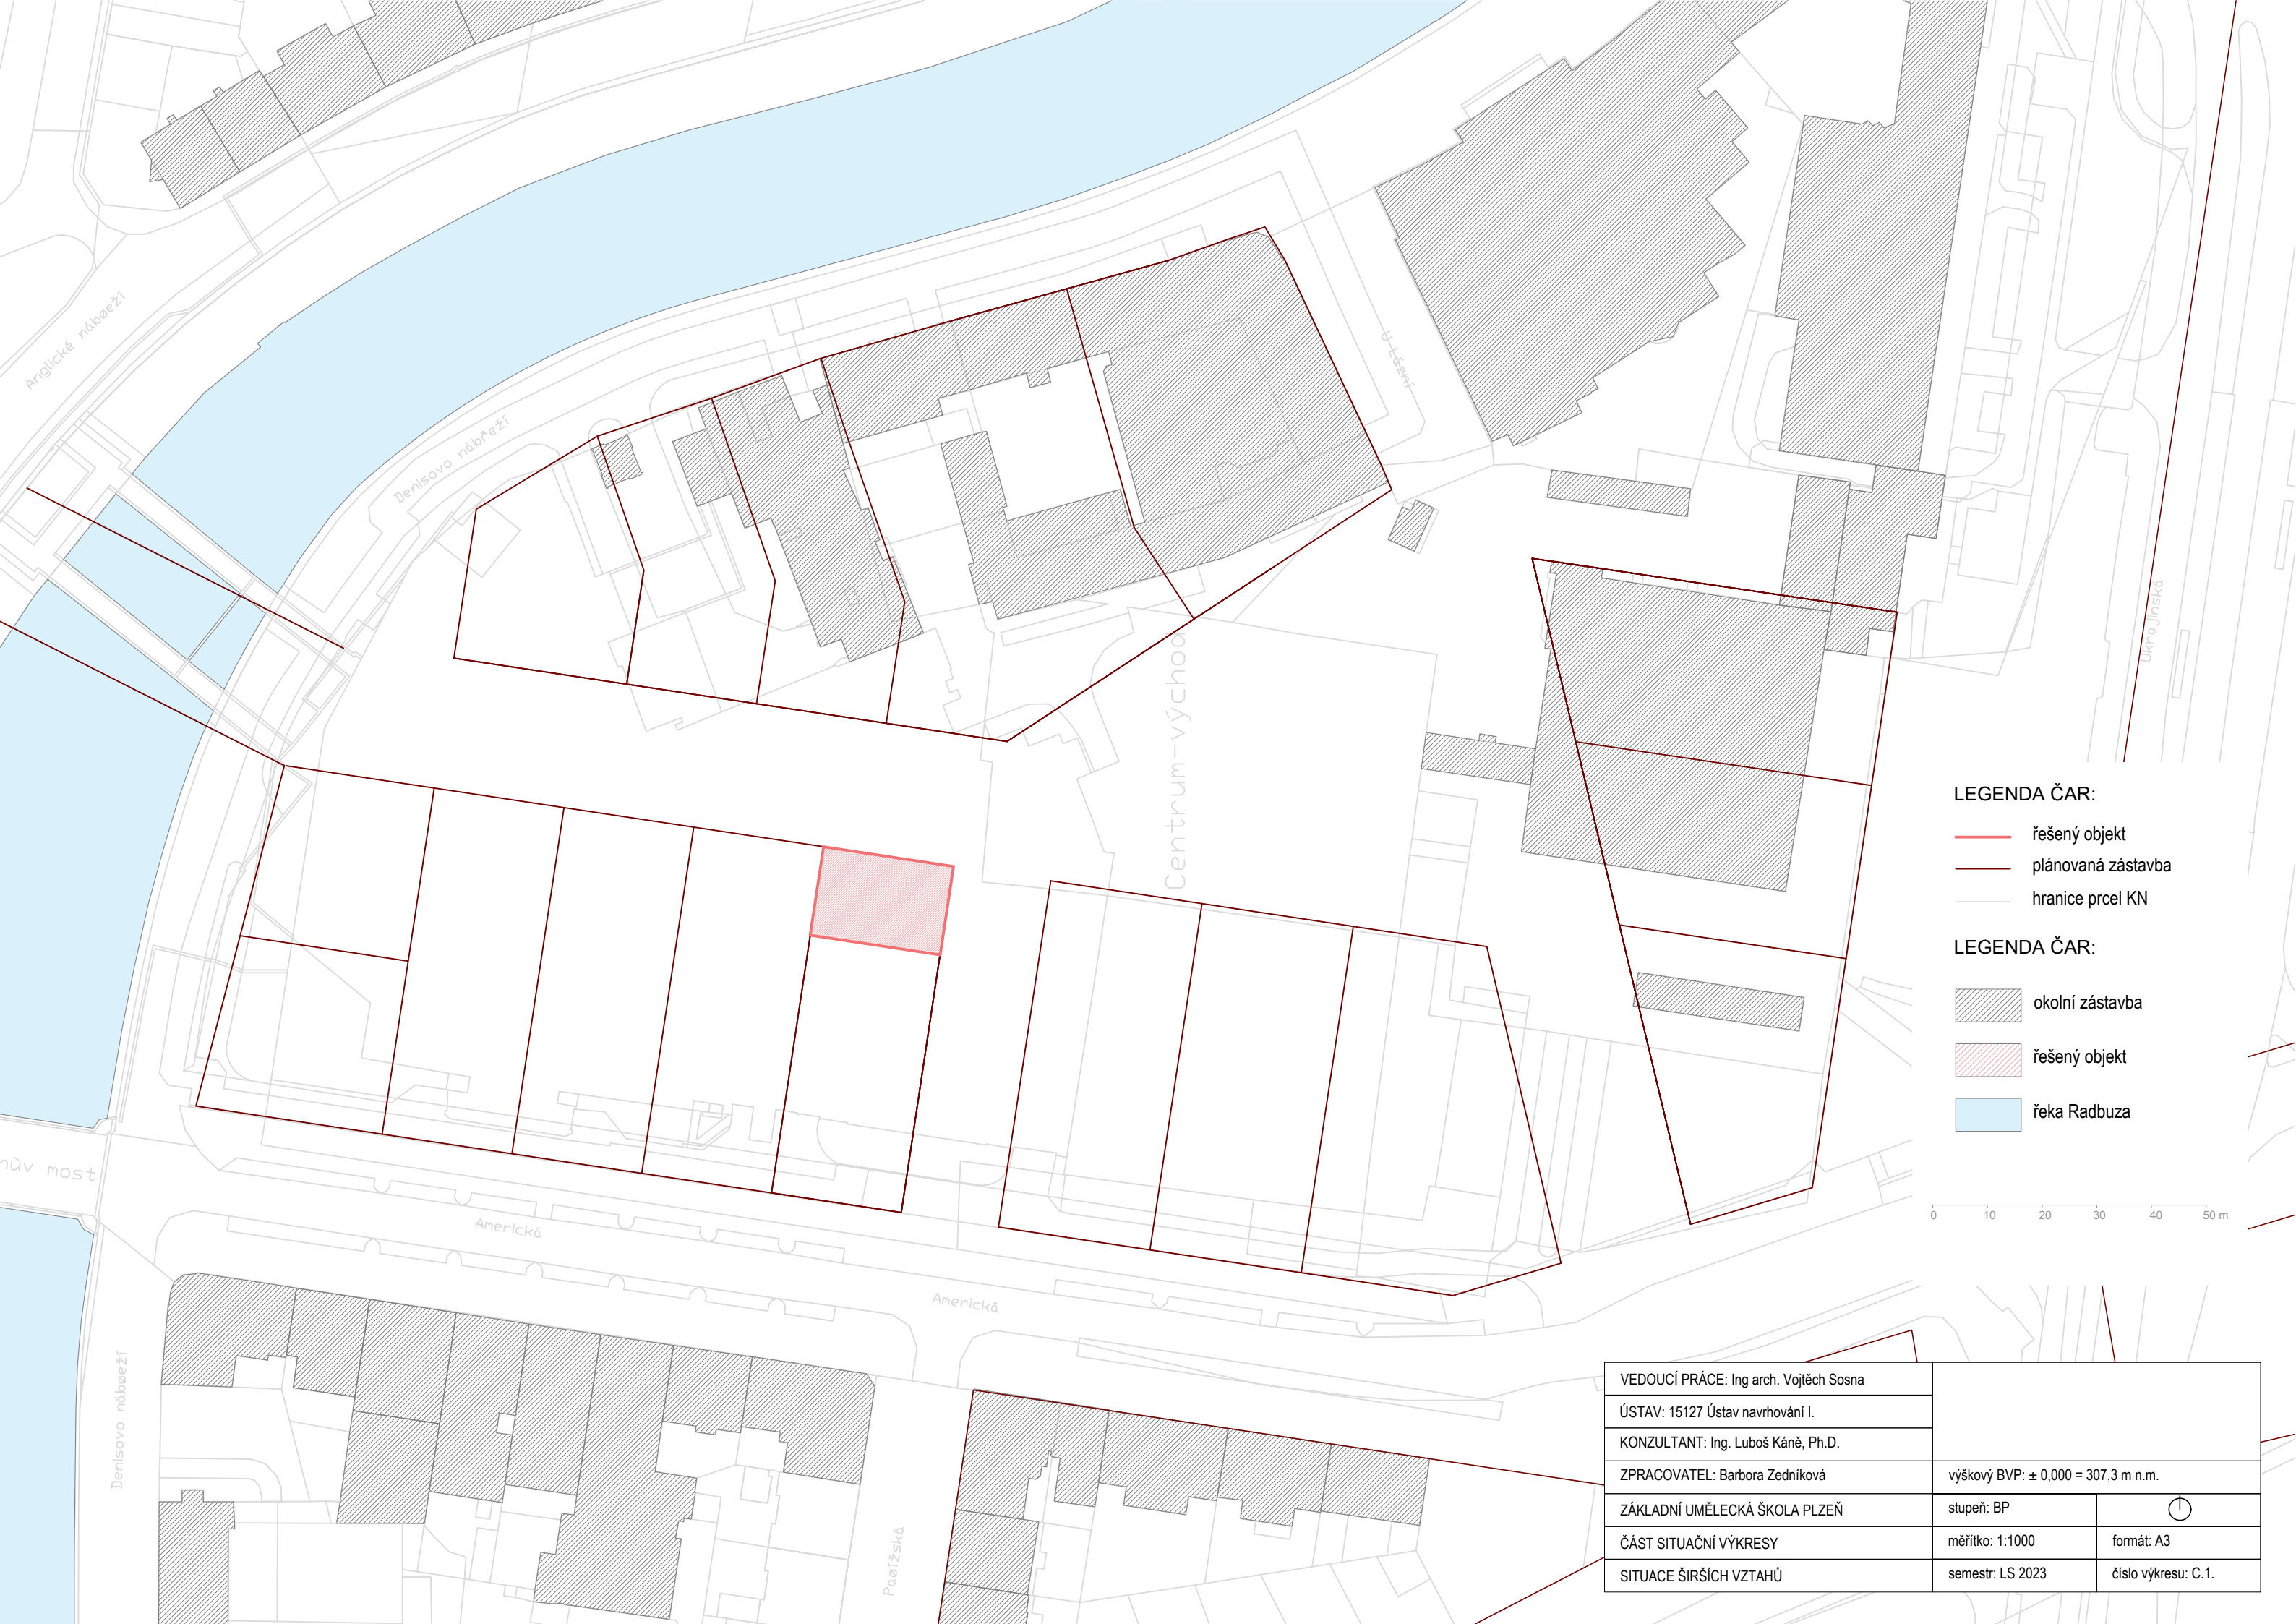 Anglické nábøeží
Denisovo nábřeží
U Lázní
Centrum-východ
Ukrajinská
LEGENDA ČAR:
řešený objekt
plánovaná zástavba
hranice prcel KN
LEGENDA ČAR:
okolní zástavba
řešený objekt
řeka Radbuza
0 10 20 30 40 50 m
nùv most
Americká
Americká
Denisovo nábøeží
Paøížská
VEDOUCÍ PRÁCE: Ing arch. Vojtěch Sosna
ÚSTAV: 15127 Ústav navrhování I.
KONZULTANT: Ing. Luboš Káně, Ph.D.
ZPRACOVATEL: Barbora Zedníková
výškový BVP: ± 0,000 = 307,3 m n.m.
ZÁKLADNÍ UMĚLECKÁ ŠKOLA PLZEŇ
stupeň: BP
ČÁST SITUAČNÍ VÝKRESY
měřítko: 1:1000
formát: A3
SITUACE ŠIRŠÍCH VZTAHŮ
semestr: LS 2023
číslo výkresu: C.1.